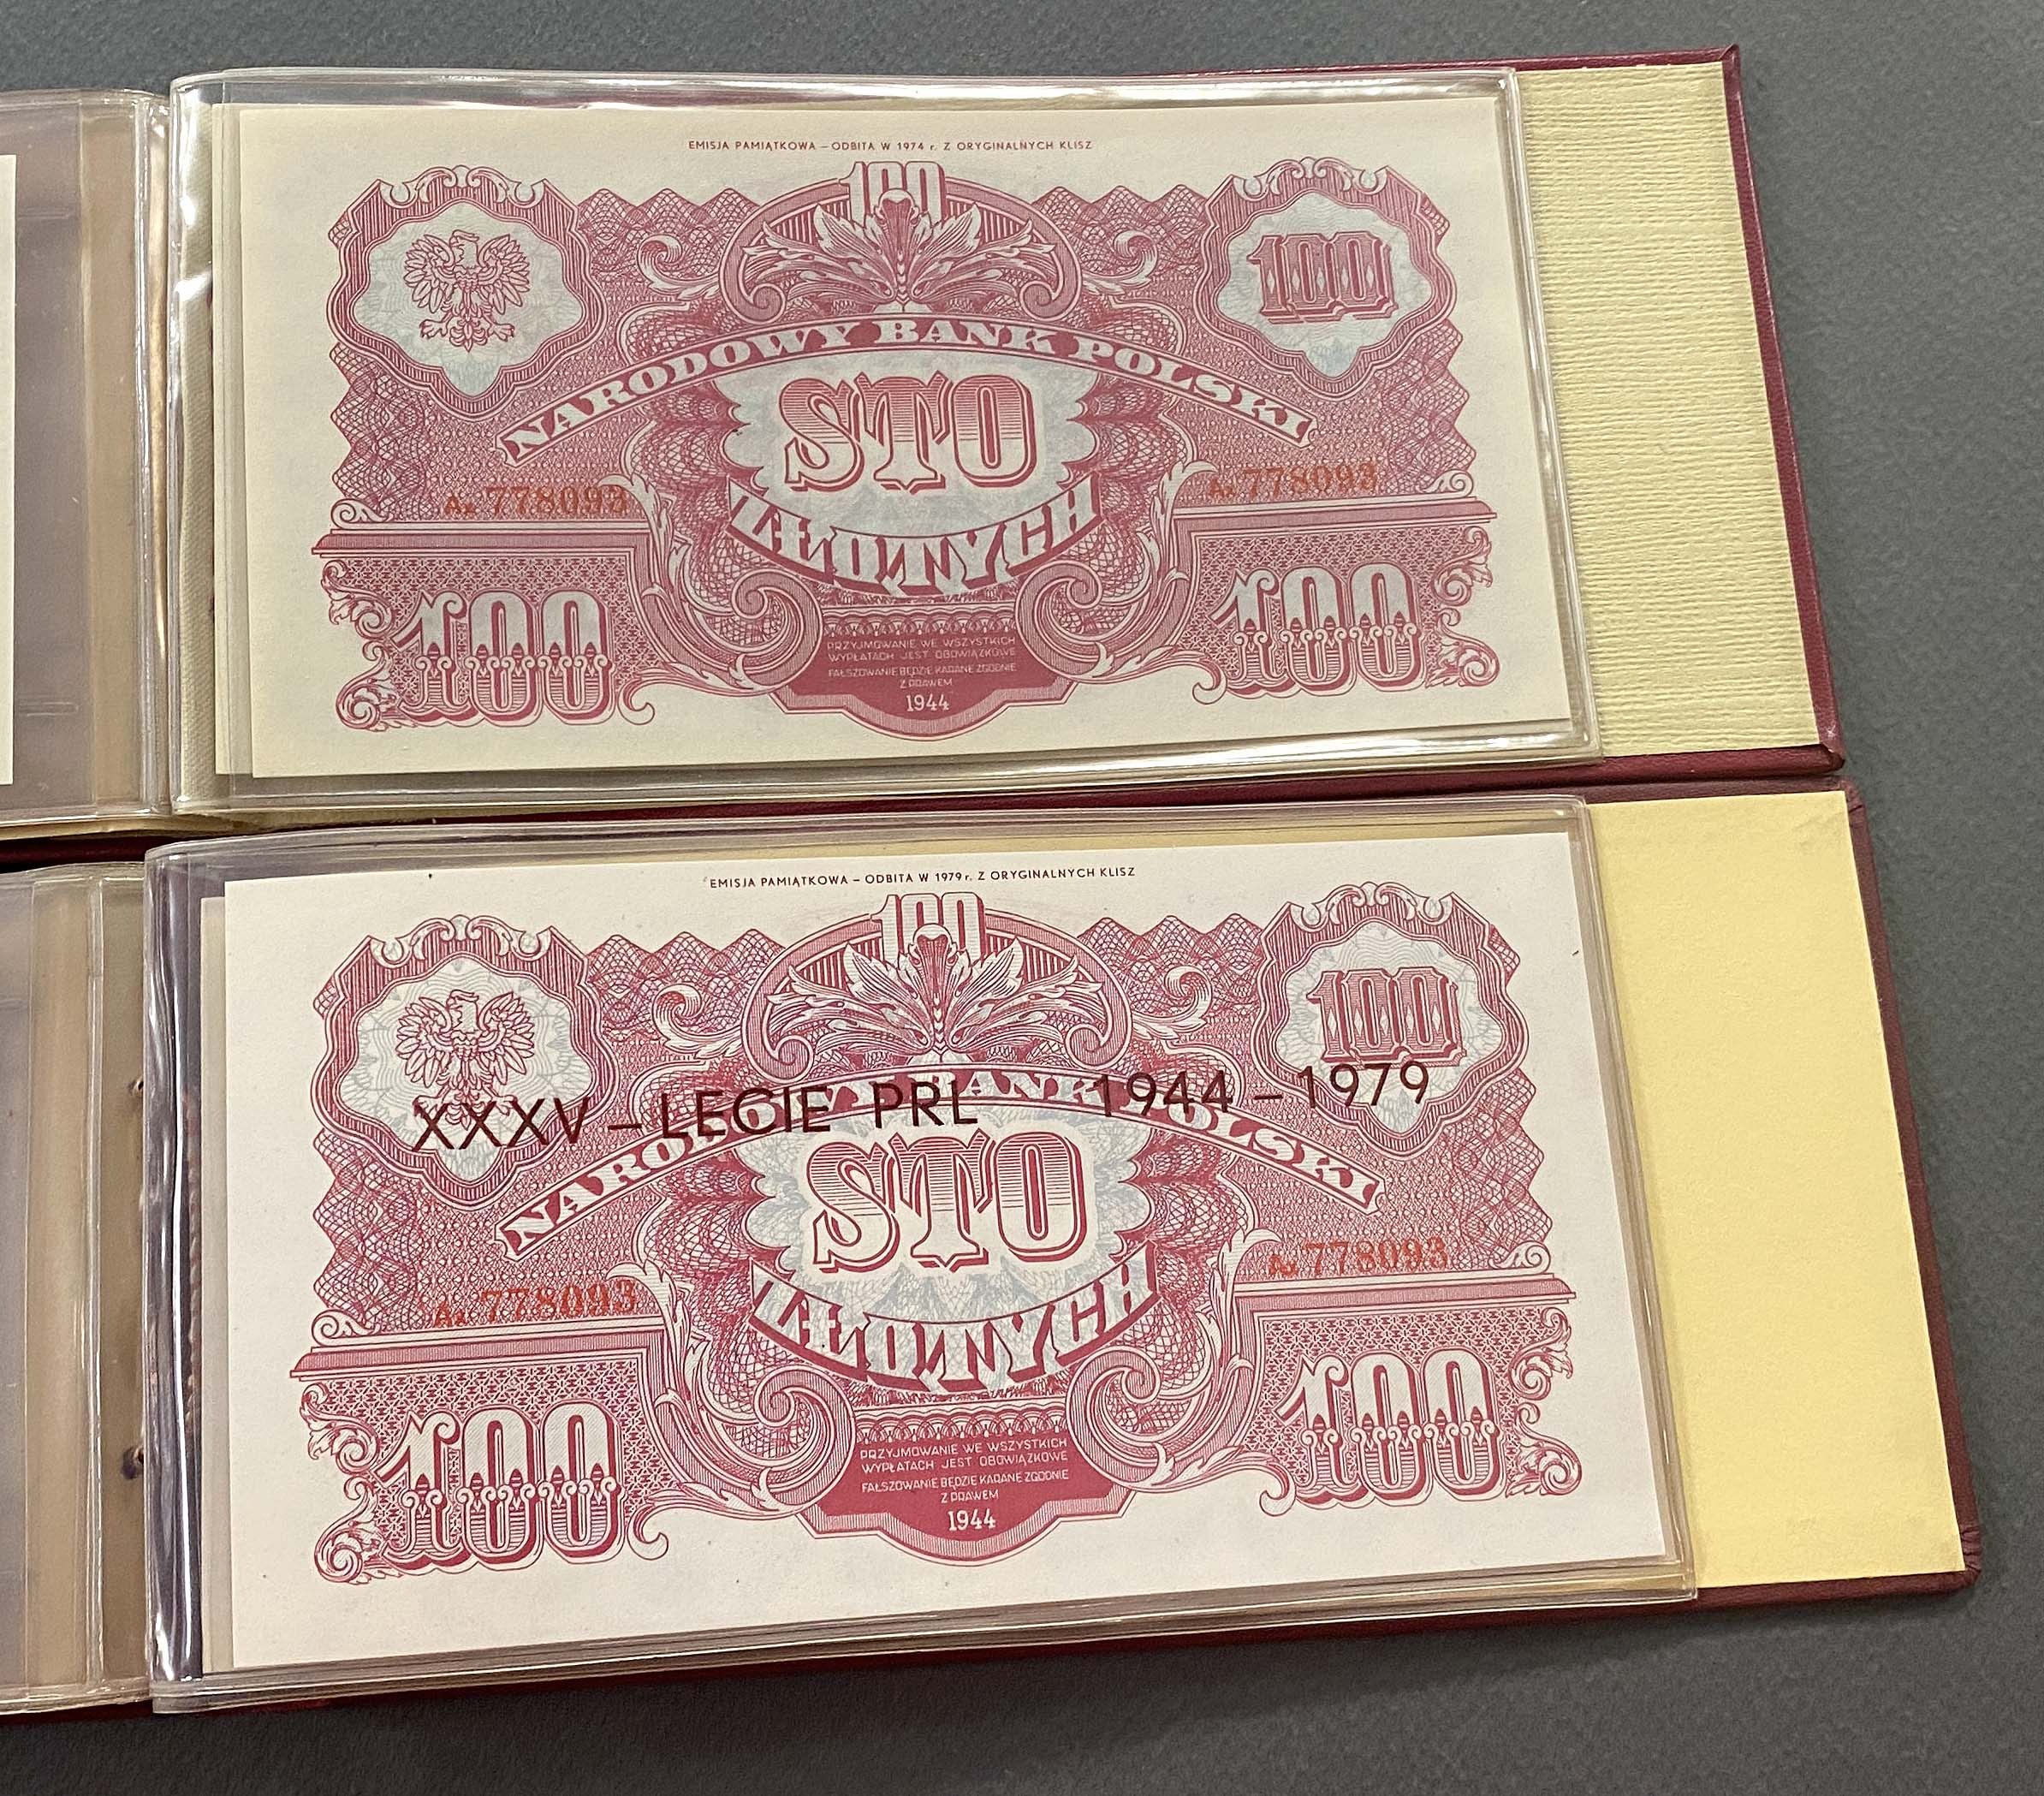 EMISJA PAMIĄTKOWA – ODBITA W 1974 r. Z ORYGINALNYCH KLISZ
100
100
NARODOWY BANK POLSKI
STO
Ax 778093
Ax 778093
ZŁOTYCH
100
100
PRZYJMOWANIE WE WSZYSTKICH
WYPŁATACH JEST OBOWIĄZKOWE
FAŁSZOWANIE BĘDZIE KARANE ZGODNIE
Z PRAWEM
1944
EMISJA PAMIĄTKOWA – ODBITA W 1979 r. Z ORYGINALNYCH KLISZ
100
100
XXXV – LECIE PRL 1944 – 1979
NARODOWY BANK POLSKI
STO
Ax 778093
Ax 778093
ZŁOTYCH
100
100
PRZYJMOWANIE WE WSZYSTKICH
WYPŁATACH JEST OBOWIĄZKOWE
FAŁSZOWANIE BĘDZIE KARANE ZGODNIE
Z PRAWEM
1944